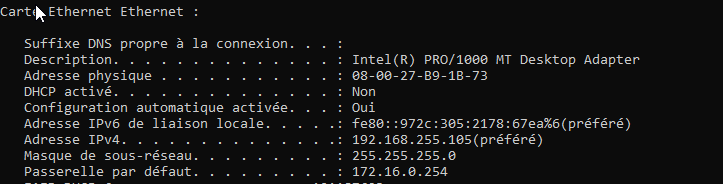 Carte Ethernet Ethernet :
Suffixe DNS propre à la connexion. . . :
Description. . . . . . . . . . . . . . : Intel(R) PRO/1000 MT Desktop Adapter
Adresse physique . . . . . . . . . . . : 08-00-27-B9-1B-73
DHCP activé. . . . . . . . . . . . . . : Non
Configuration automatique activée. . . : Oui
Adresse IPv6 de liaison locale. . . . .: fe80::972c:305:2178:67ea%6(préféré)
Adresse IPv4. . . . . . . . . . . . . .: 192.168.255.105(préféré)
Masque de sous-réseau. . . . . . . . . : 255.255.255.0
Passerelle par défaut. . . . . . . . . : 172.16.0.254